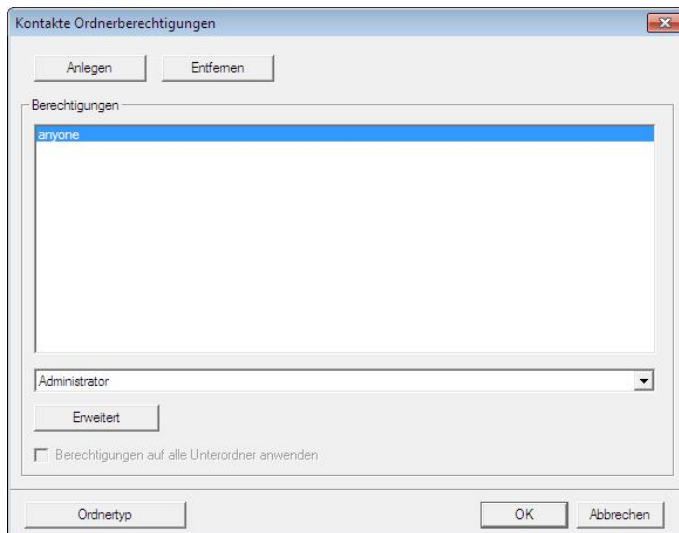 Kontakte Ordnerberechtigungen
Anlegen Entfernen
Berechtigungen
anyone
Administrator
Erweitert
Berechtigungen auf alle Unterordner anwenden
Ordnertyp OK Abbrechen